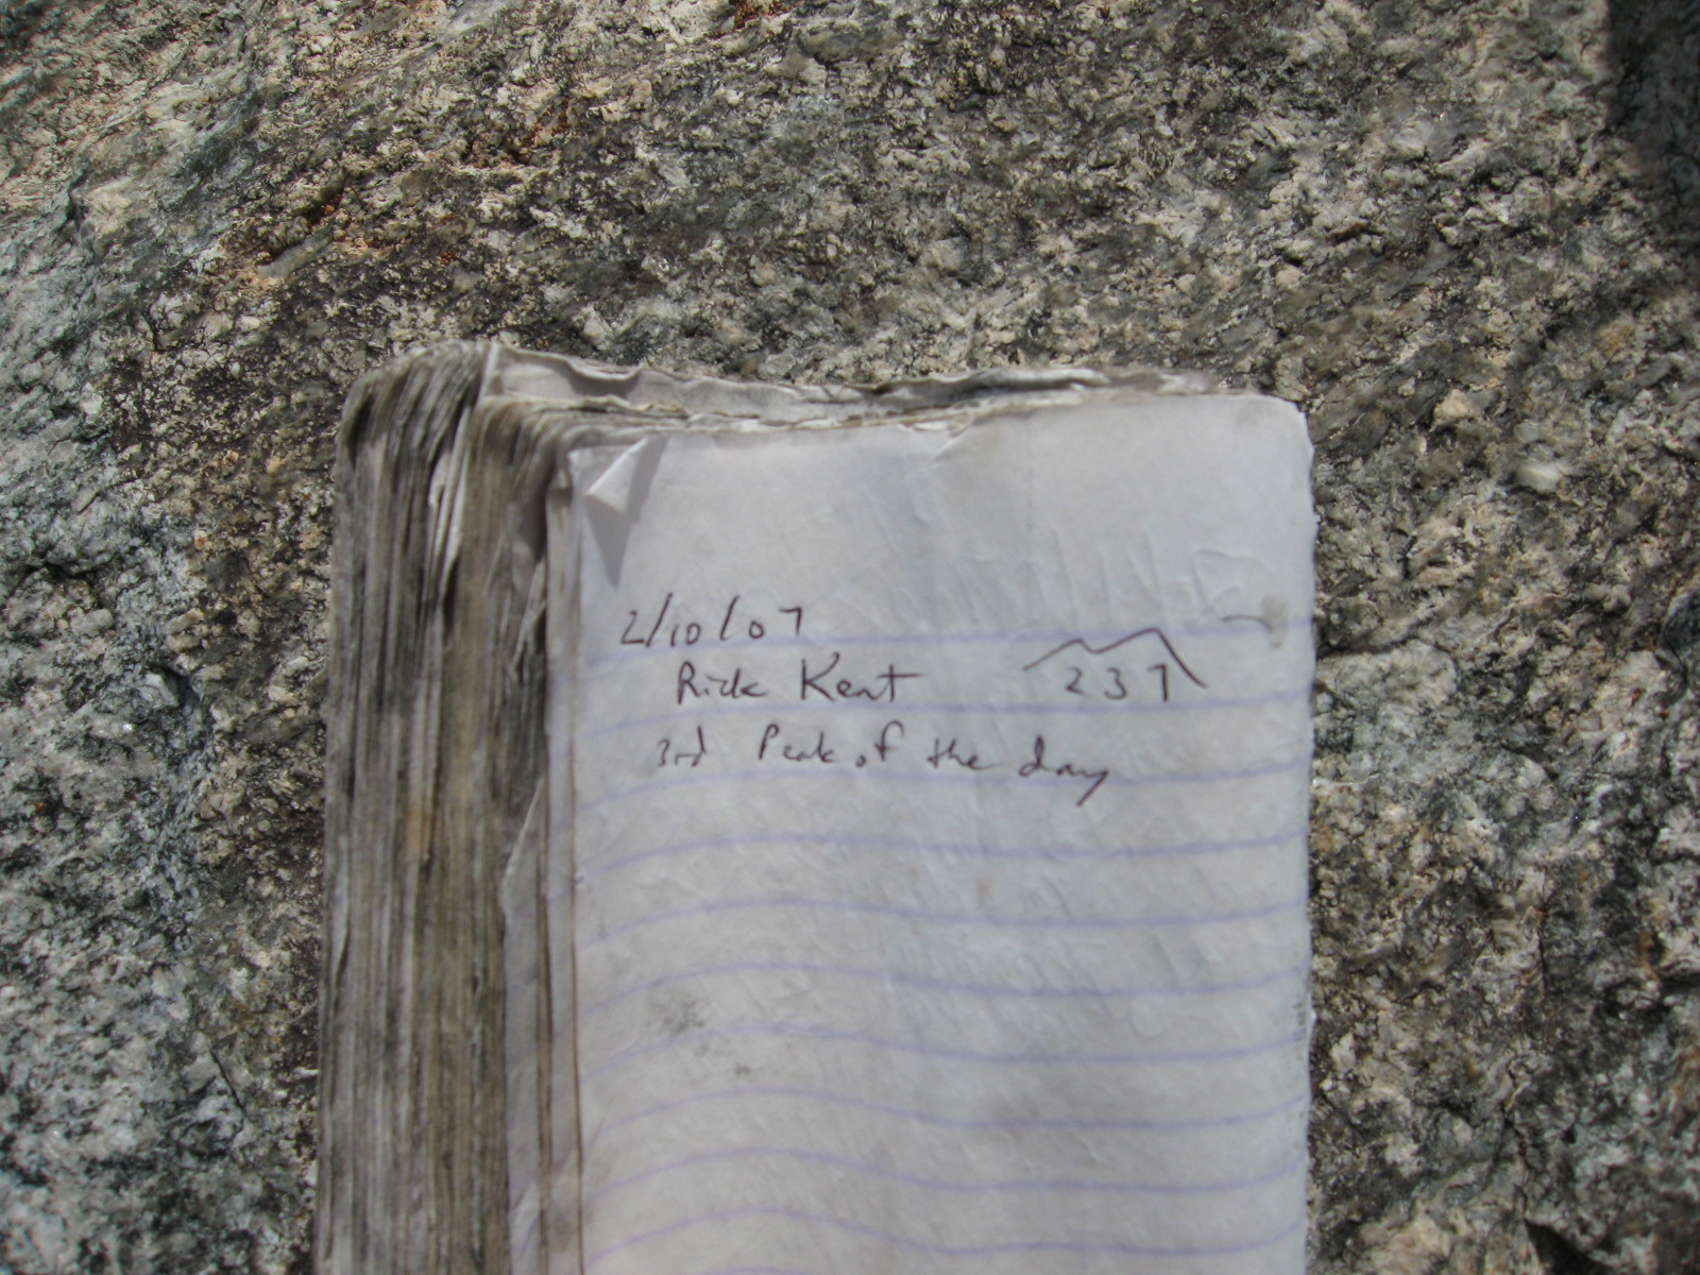 2/10/07
Rick Kent 237
3rd Peak of the day